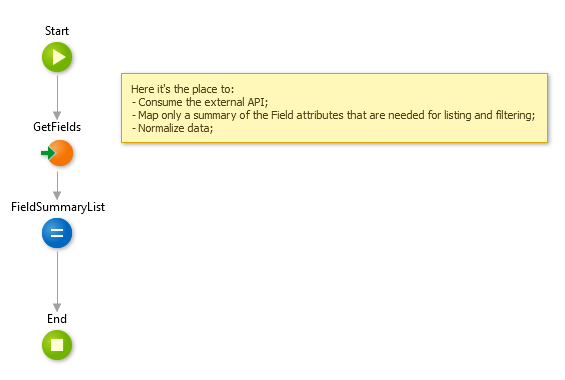 Start
Here it's the place to:
- Consume the external API;
- Map only a summary of the Field attributes that are needed for listing and filtering;
- Normalize data;
GetFields
FieldSummaryList
End